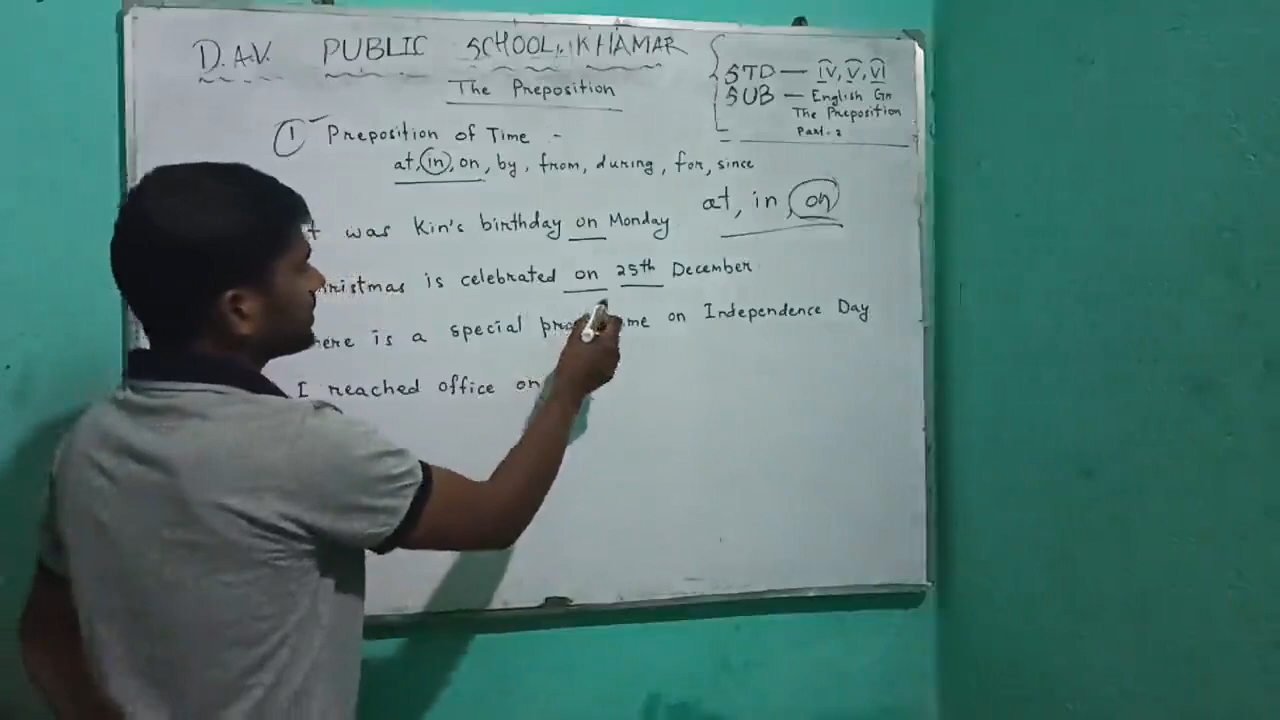 D.A.V. PUBLIC SCHOOL, KHAMAR
The Preposition
STD — IV, V, VI
SUB — English Gr
The Preposition
Part-2
① Preposition of Time :-
at, in, on, by, from, during, for, since
at, in, on
was Kin's birthday on Monday
is celebrated on 25th December
is a special on Independence Day
I reached office on